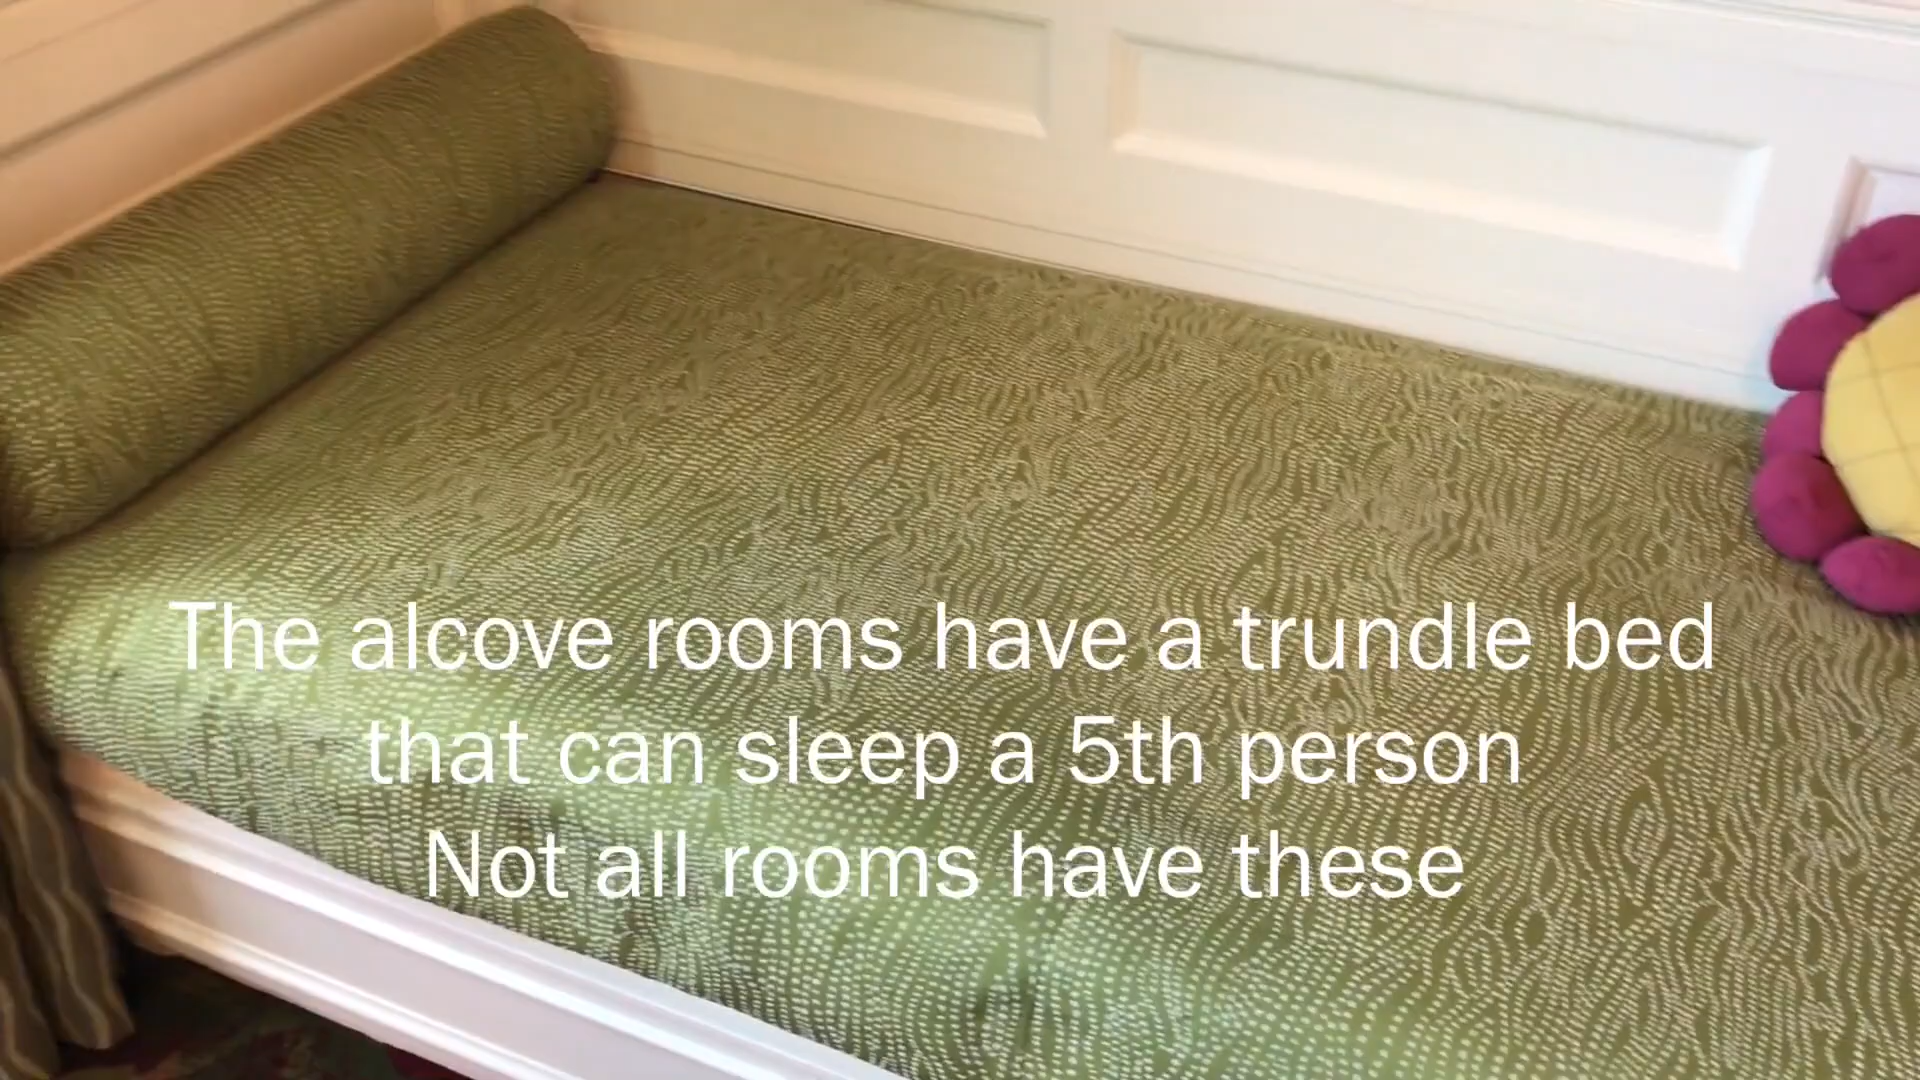 The alcove rooms have a trundle bed
that can sleep a 5th person
Not all rooms have these